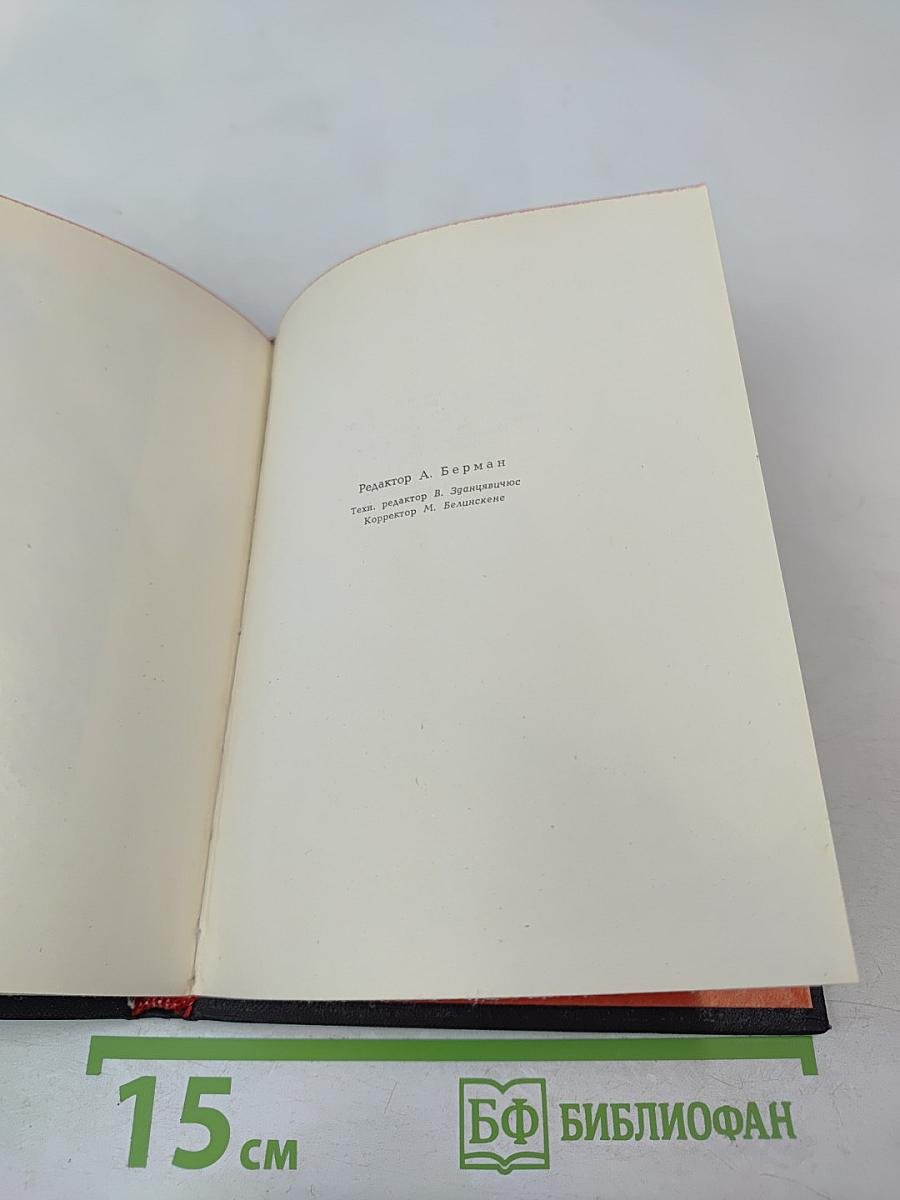 Редактор А. Берман
Техн. редактор В. Зданцявичюс
Корректор М. Белинскене
15 см
БФ БИБЛИОФАН